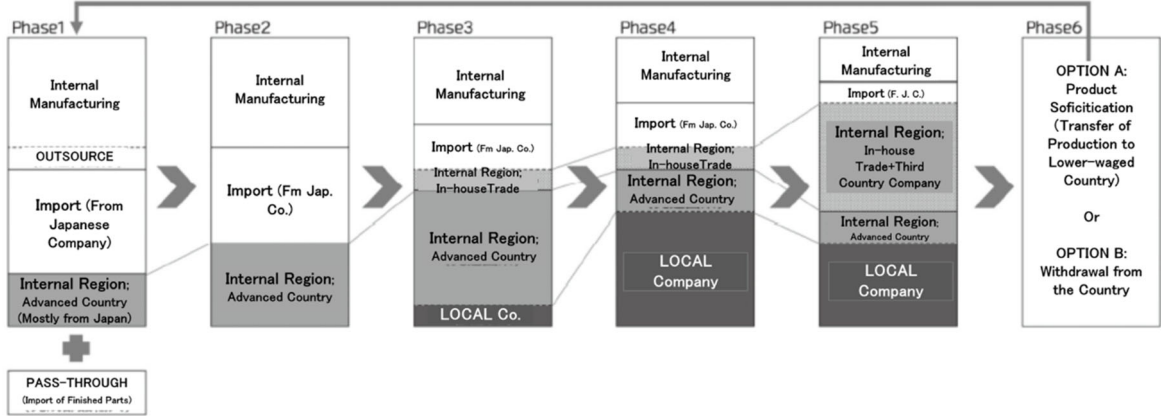 Phase1
Internal
Manufacturing
OUTSOURCE
Import (From
Japanese
Company)
Internal Region;
Advanced Country
(Mostly from Japan)
PASS-THROUGH
(Import of Finished Parts)
Phase2
Internal
Manufacturing
Import (Fm Jap.
Co.)
Internal Region;
Advanced Country
Phase3
Internal
Manufacturing
Import (Fm Jap. Co.)
Internal Region;
In-houseTrade
Internal Region;
Advanced Country
LOCAL Co.
Phase4
Internal
Manufacturing
Import (Fm Jap. Co.)
Internal Region;
In-houseTrade
Internal Region;
Advanced Country
LOCAL
Company
Phase5
Internal
Manufacturing
Import (F. J. C.)
Internal Region;
In-house
Trade+Third
Country Company
Internal Region;
Advanced Country
LOCAL
Company
Phase6
OPTION A:
Product
Soficitication
(Transfer of
Production to
Lower-waged
Country)
Or
OPTION B:
Withdrawal from
the Country